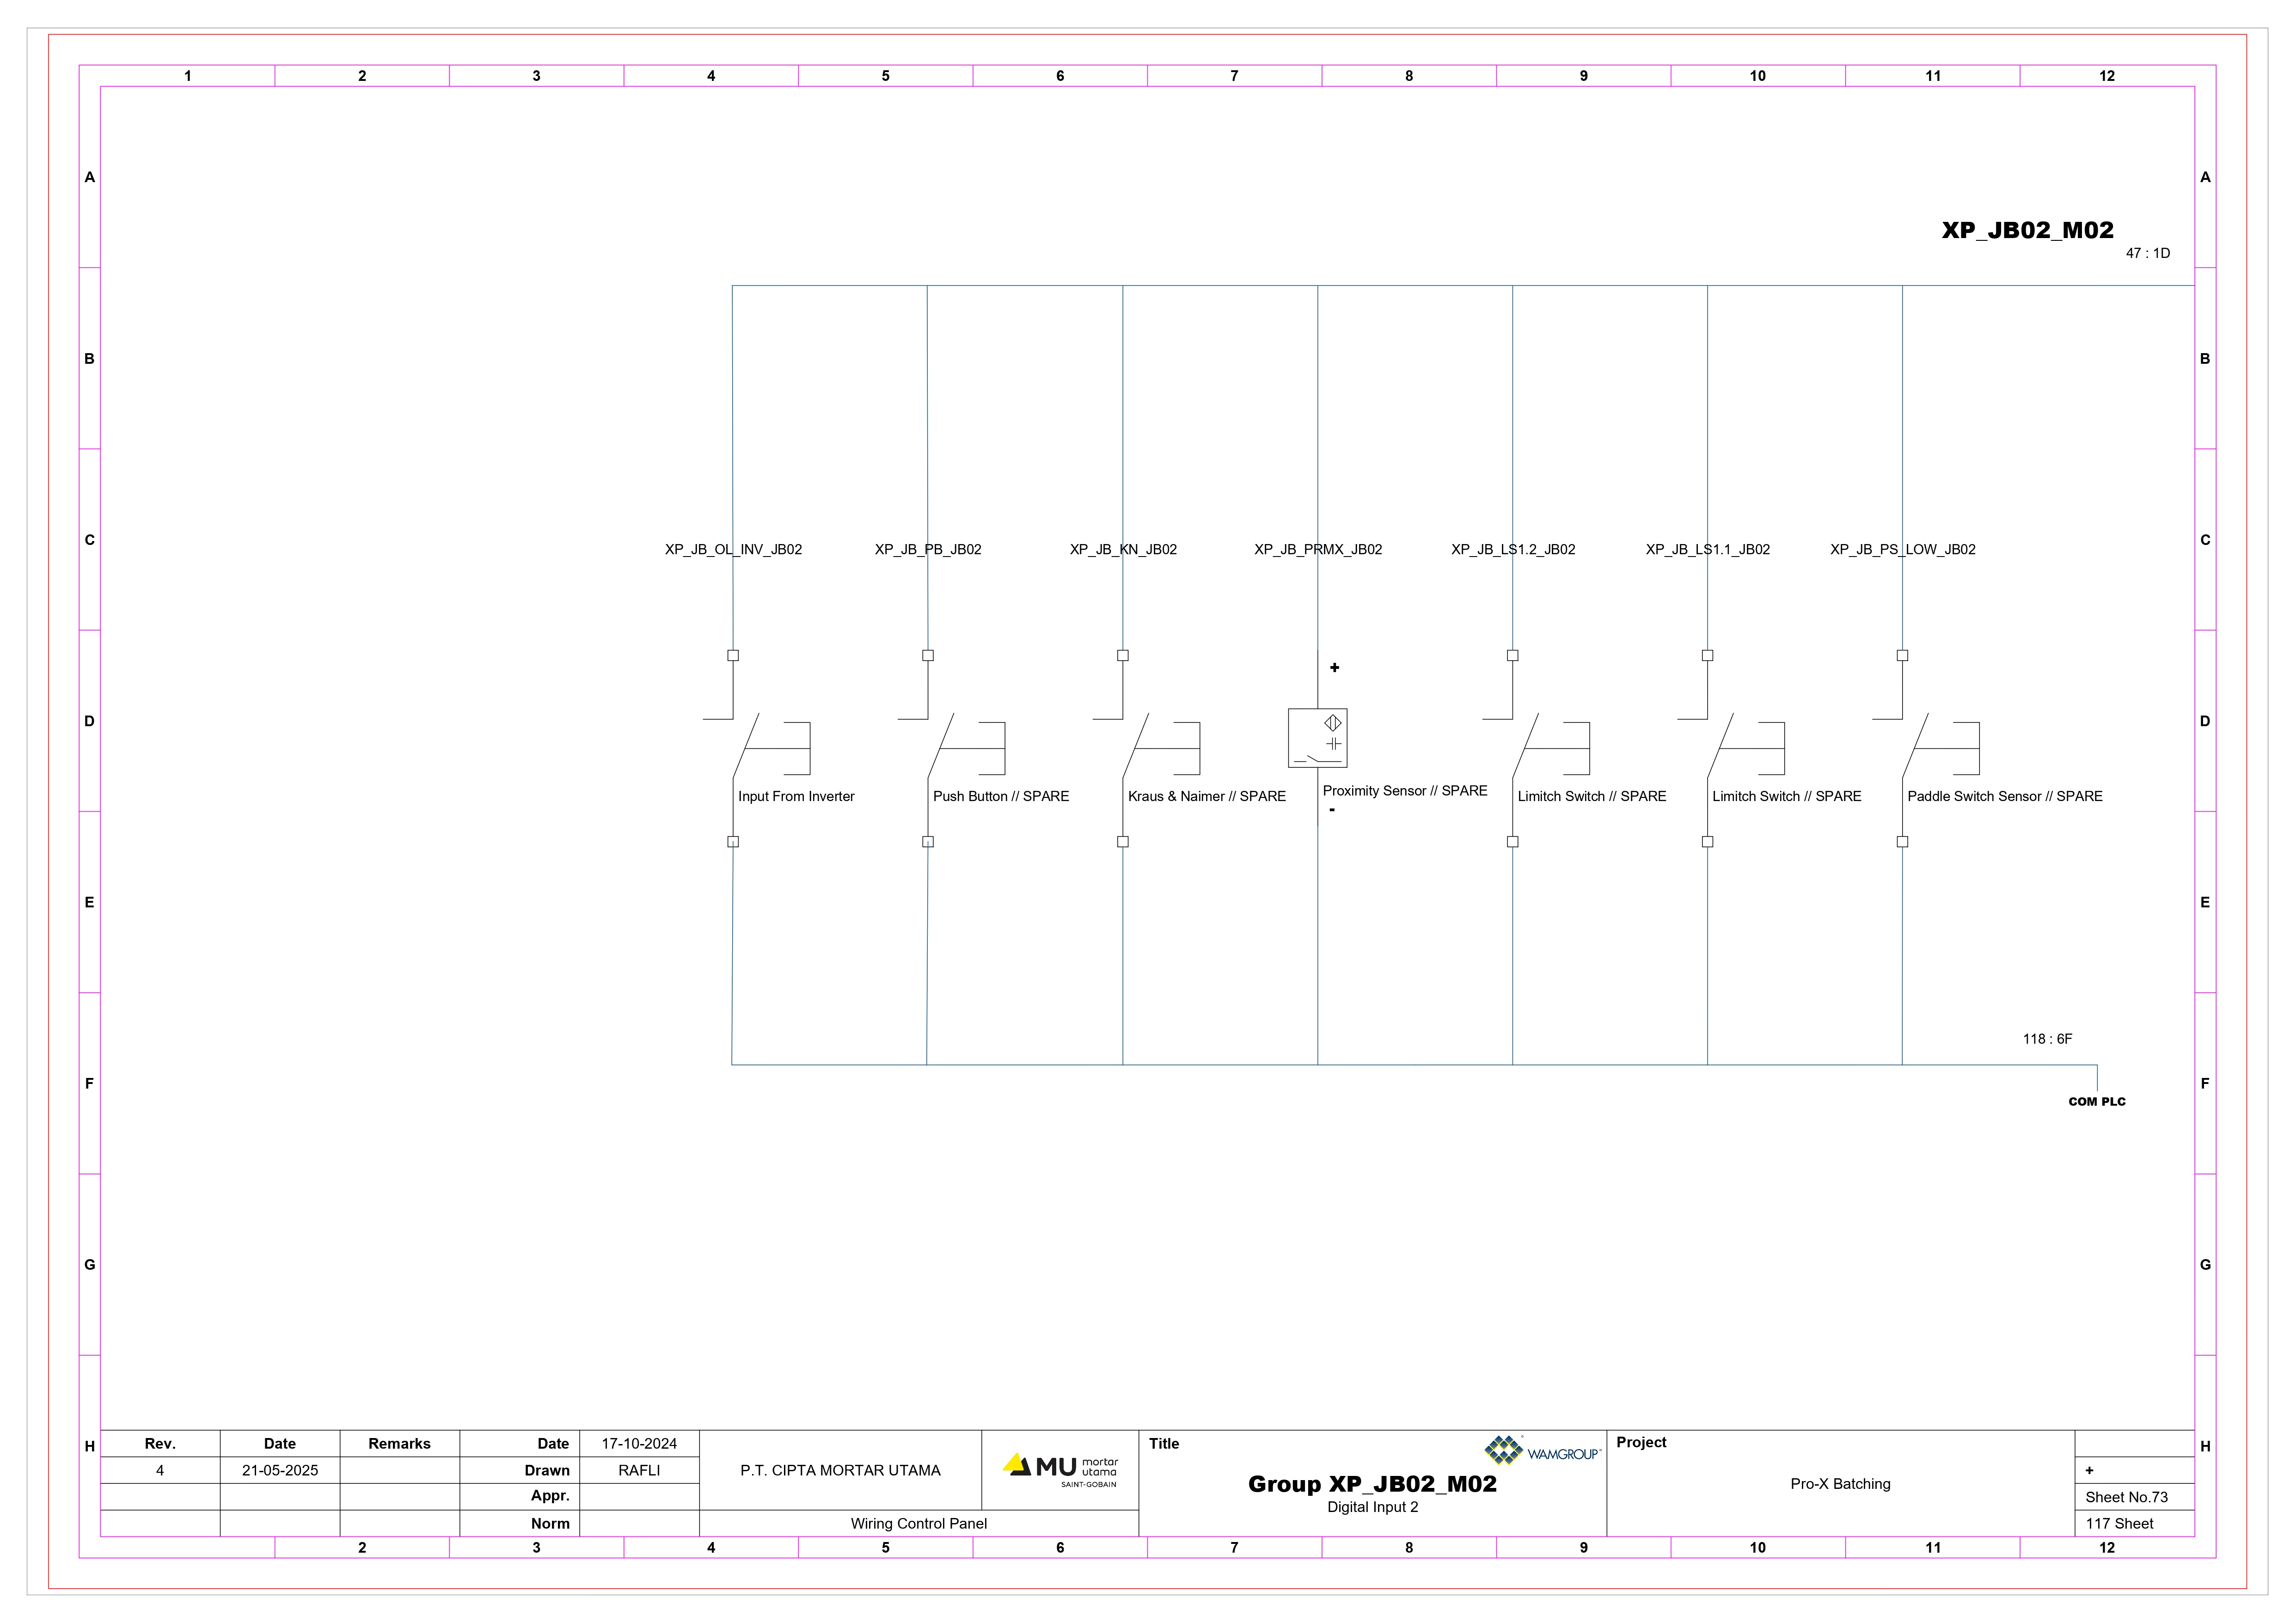 1 2 3 4 5 6 7 8 9 10 11 12
A A
XP_JB02_M02
47 : 1D
B B
C C
XP_JB_OL_INV_JB02 XP_JB_PB_JB02 XP_JB_KN_JB02 XP_JB_PRMX_JB02 XP_JB_LS1.2_JB02 XP_JB_LS1.1_JB02 XP_JB_PS_LOW_JB02
+
D D
Input From Inverter Push Button // SPARE Kraus & Naimer // SPARE Proximity Sensor // SPARE Limitch Switch // SPARE Limitch Switch // SPARE Paddle Switch Sensor // SPARE
-
E E
118 : 6F
F F
COM PLC
G G
H H
Rev. Date Remarks Date 17-10-2024
4 21-05-2025 Drawn RAFLI
Appr.
Norm
P.T. CIPTA MORTAR UTAMA
MU mortar utama
SAINT-GOBAIN
Wiring Control Panel
Title
WAMGROUP®
Group XP_JB02_M02
Digital Input 2
Project
Pro-X Batching
+
Sheet No.73
117 Sheet
2 3 4 5 6 7 8 9 10 11 12